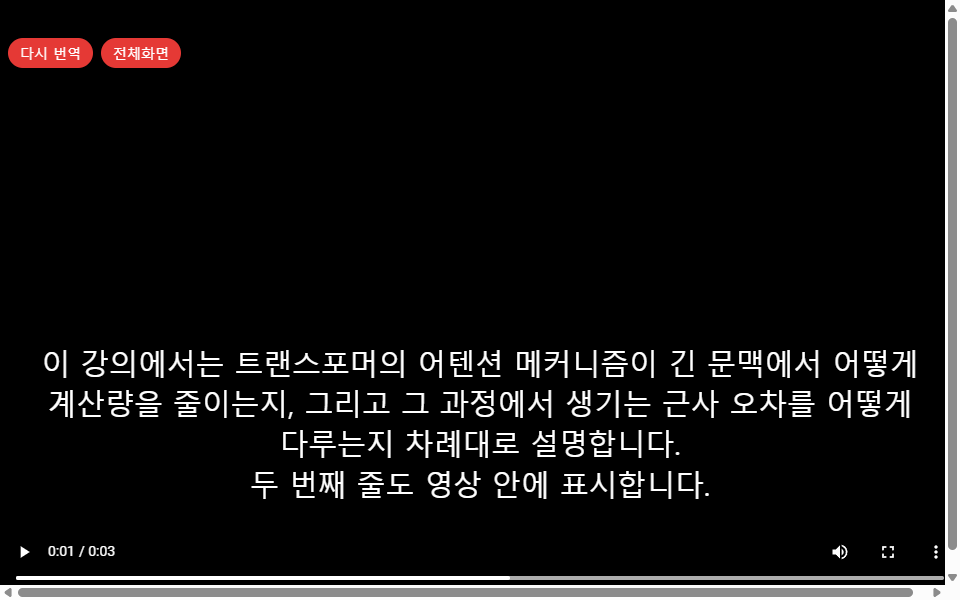 다시 번역 전체화면
이 강의에서는 트랜스포머의 어텐션 메커니즘이 긴 문맥에서 어떻게
계산량을 줄이는지, 그리고 그 과정에서 생기는 근사 오차를 어떻게
다루는지 차례대로 설명합니다.
두 번째 줄도 영상 안에 표시합니다.
0:01 / 0:03